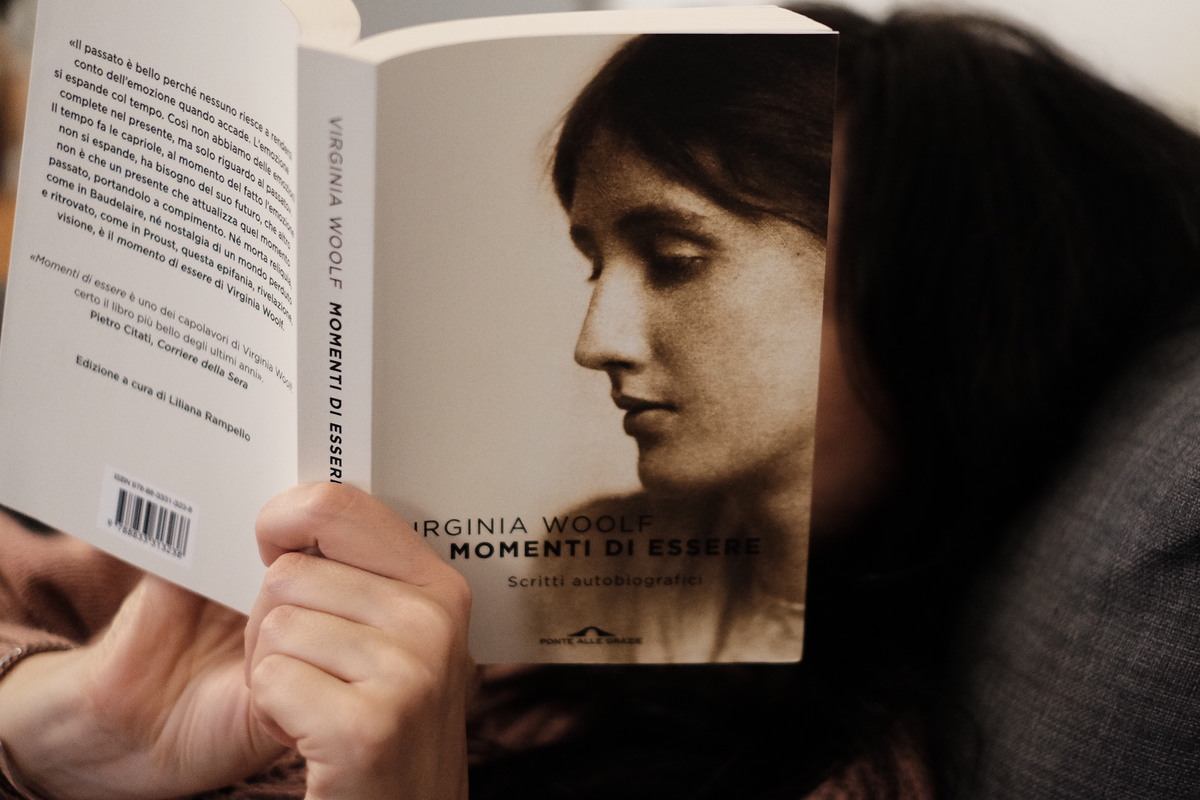 «Il passato è bello perché nessuno riesce a rendersi
conto dell'emozione quando accade. L'emozione
si espande col tempo. Così non abbiamo delle emozioni
complete nel presente, ma solo riguardo al passato».
Il tempo fa le capriole, al momento del fatto l'emozione
non si espande, ha bisogno del suo futuro, che altro
non è che un presente che attualizza quel momento
passato, portandolo a compimento. Né morta reliquia,
come in Baudelaire, né nostalgia di un mondo perduto
e ritrovato, come in Proust, questa epifania, rivelazione,
visione, è il momento di essere di Virginia Woolf.
«Momenti di essere è uno dei capolavori di Virginia Woolf
certo il libro più bello degli ultimi anni».
Pietro Citati, Corriere della Sera
Edizione a cura di Liliana Rampello
VIRGINIA WOOLF MOMENTI DI ESSERE
IRGINIA WOOLF
MOMENTI DI ESSERE
Scritti autobiografici
PONTE ALLE GRAZIE